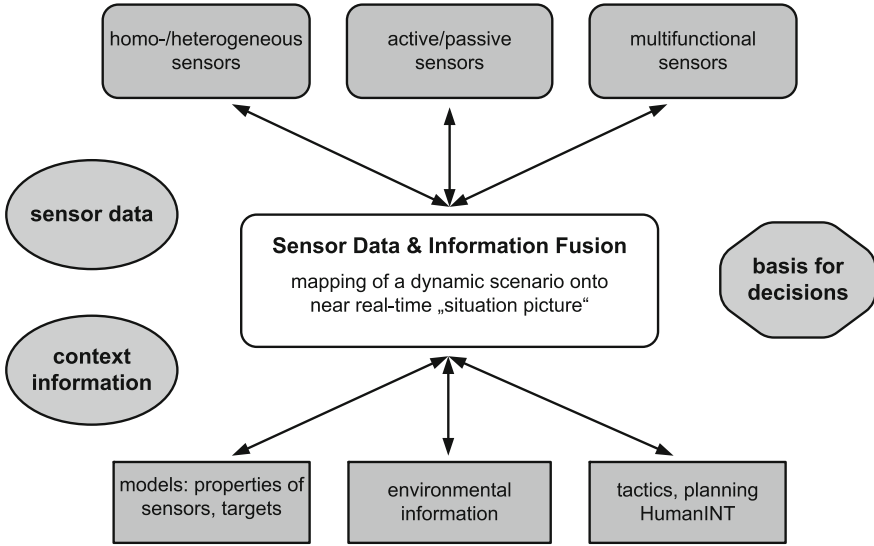 homo-/heterogeneous
sensors
active/passive
sensors
multifunctional
sensors
sensor data
Sensor Data & Information Fusion
mapping of a dynamic scenario onto
near real-time „situation picture“
basis for
decisions
context
information
models: properties of
sensors, targets
environmental
information
tactics, planning
HumanINT